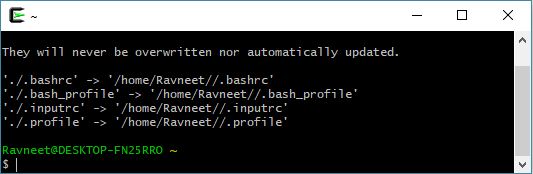 ~
They will never be overwritten nor automatically updated.
'./.bashrc' -> '/home/Ravneet//.bashrc'
'./.bash_profile' -> '/home/Ravneet//.bash_profile'
'./.inputrc' -> '/home/Ravneet//.inputrc'
'./.profile' -> '/home/Ravneet//.profile'
Ravneet@DESKTOP-FN25RRO ~
$